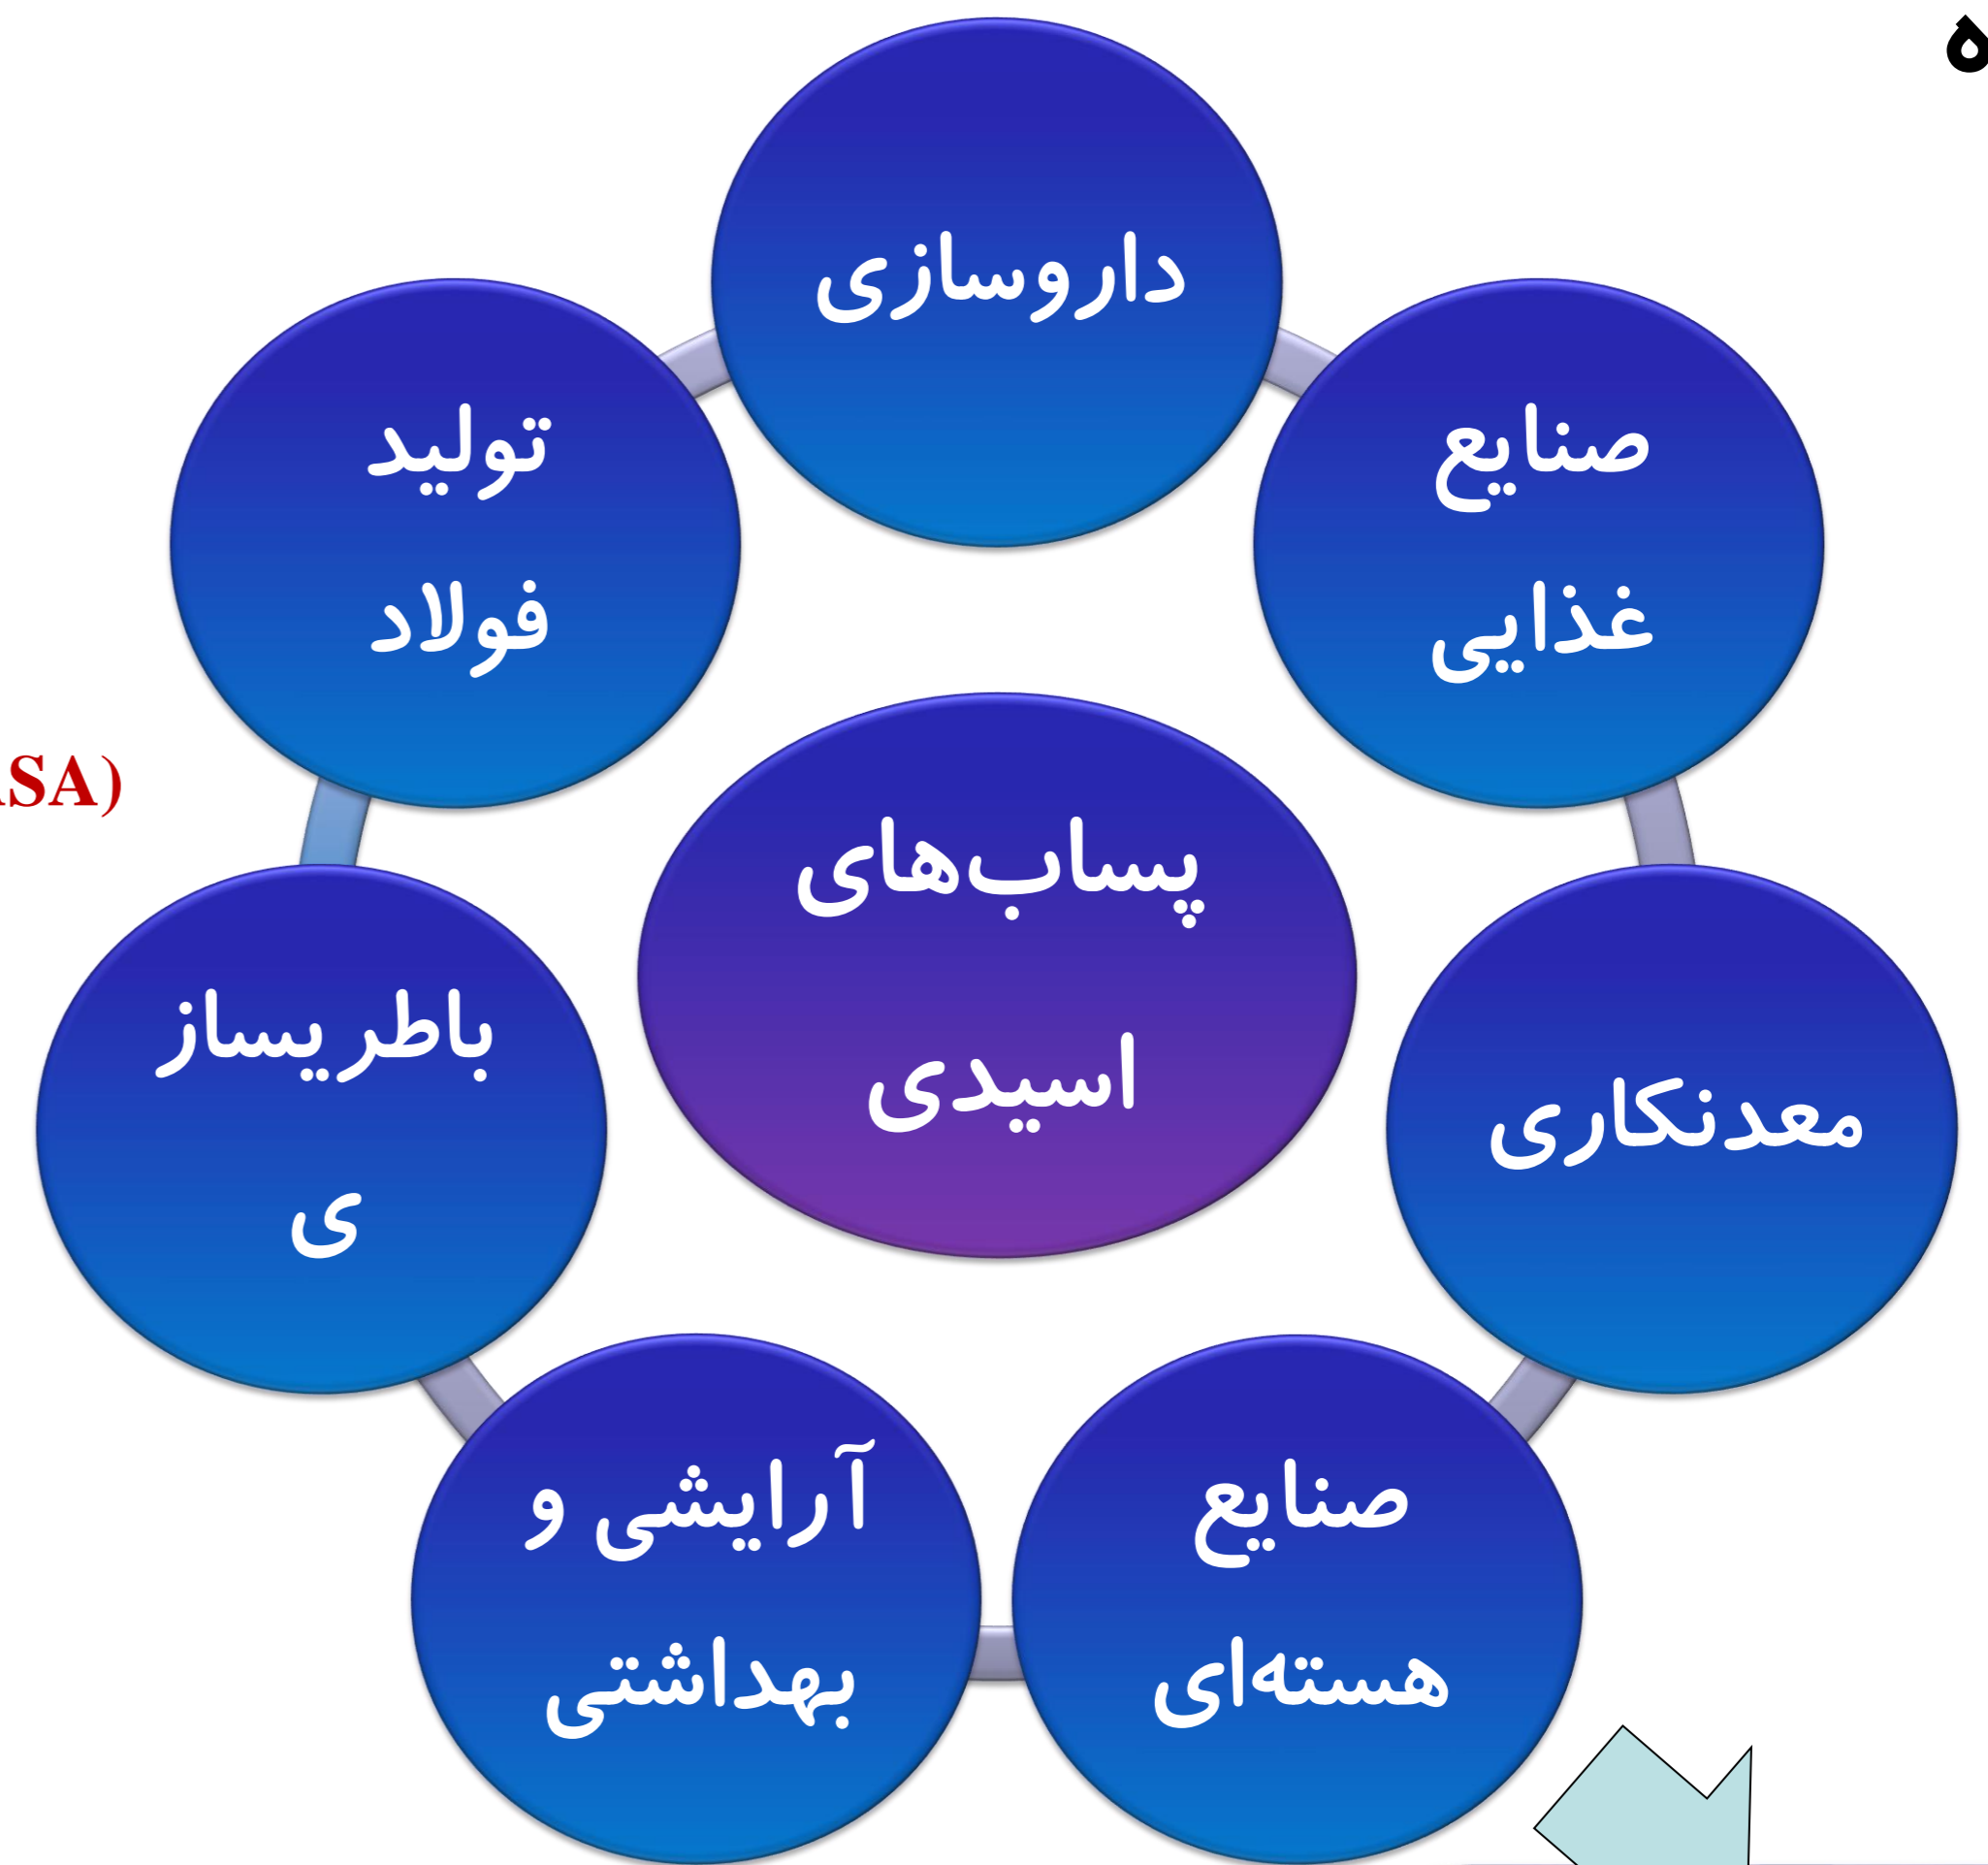 ه
داروسازی
صنایع
غذایی
معدنکاری
صنایع
هسته‌ای
آرایشی و
بهداشتی
باطریساز
ی
تولید
فولاد
پساب‌های
اسیدی
SA)